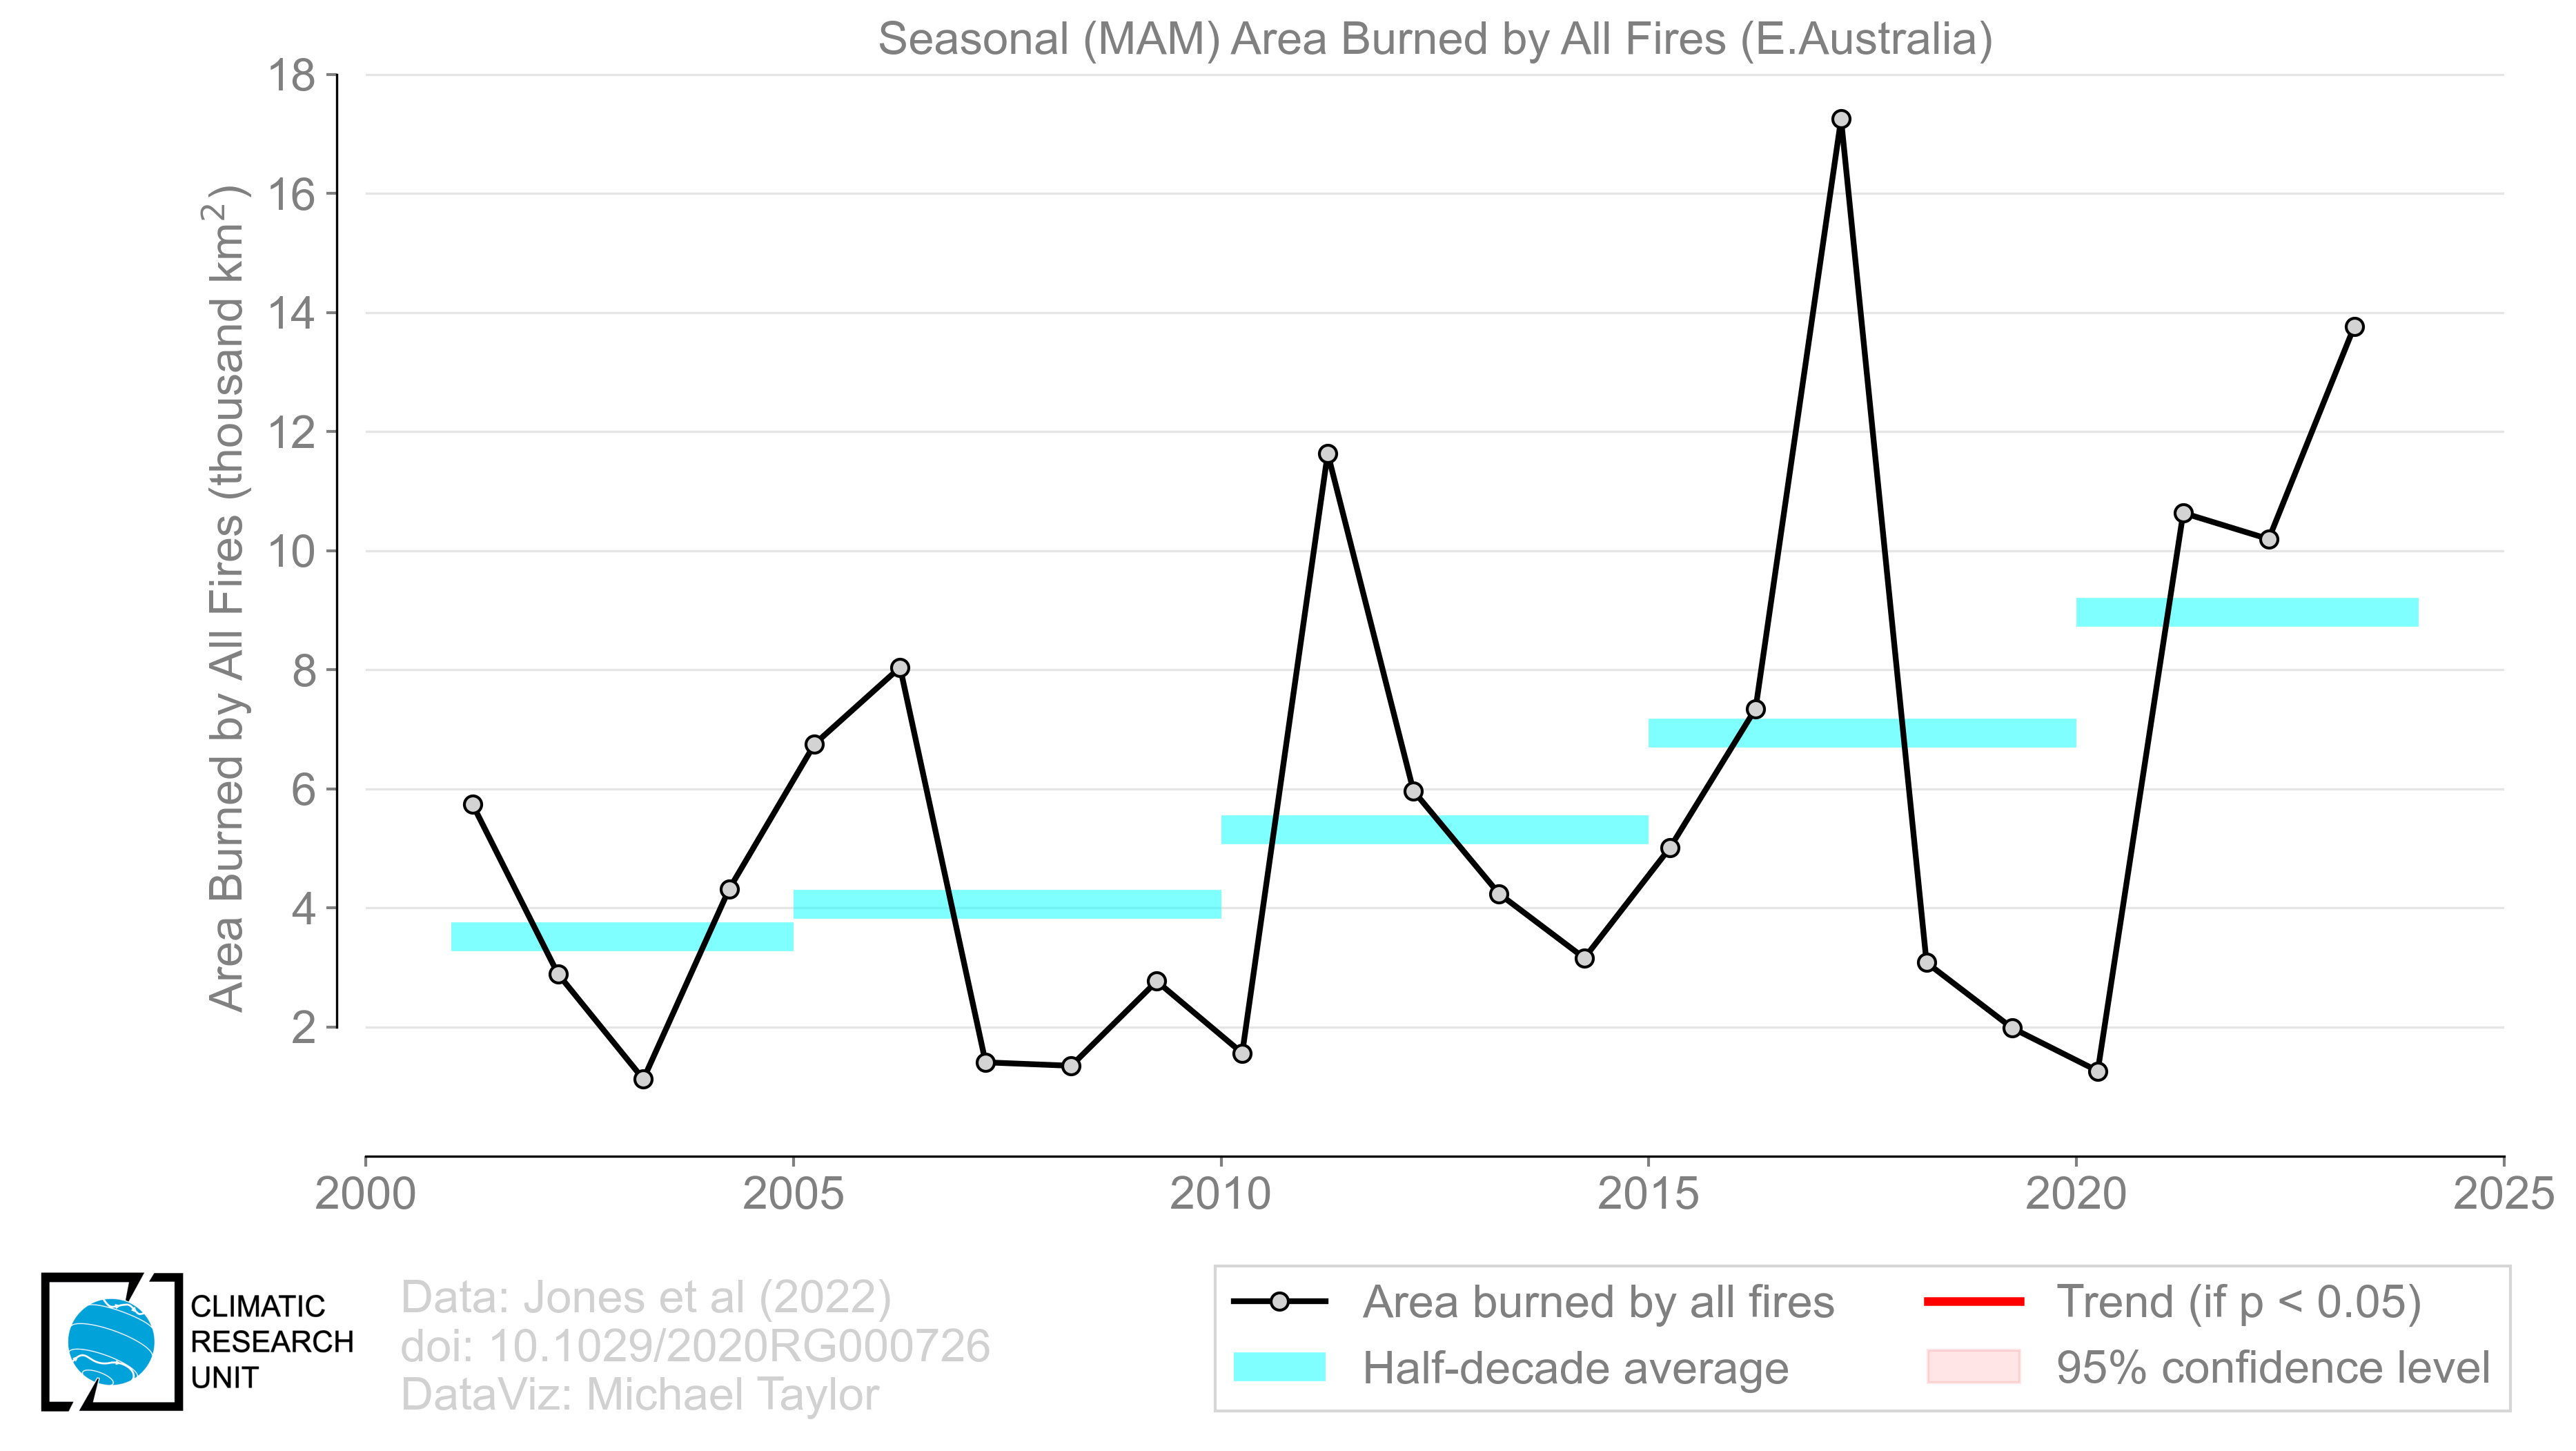 Seasonal (MAM) Area Burned by All Fires (E.Australia)
Area Burned by All Fires (thousand km²)
18
16
14
12
10
8
6
4
2
2000 2005 2010 2015 2020 2025
CLIMATIC
RESEARCH
UNIT
Data: Jones et al (2022)
doi: 10.1029/2020RG000726
DataViz: Michael Taylor
Area burned by all fires
Half-decade average
Trend (if p < 0.05)
95% confidence level